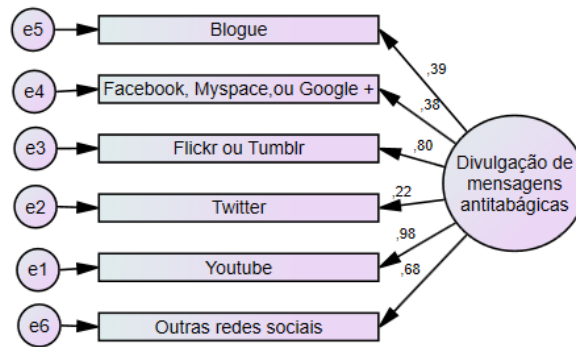 e5
Blogue
,39
e4
Facebook, Myspace,ou Google +
,38
e3
Flickr ou Tumblr
,80
Divulgação de
mensagens
antitabágicas
e2
Twitter
,22
e1
Youtube
,98
e6
Outras redes sociais
,68